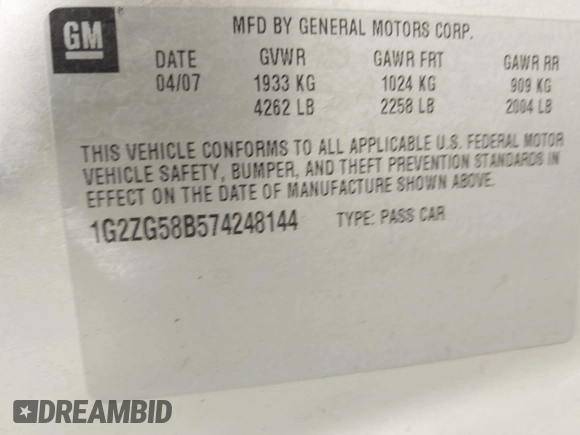 GM
MFD BY GENERAL MOTORS CORP.
DATE GVWR GAWR FRT GAWR RR
04/07 1933 KG 1024 KG 909 KG
4262 LB 2258 LB 2004 LB
THIS VEHICLE CONFORMS TO ALL APPLICABLE U.S. FEDERAL MOTOR
VEHICLE SAFETY, BUMPER, AND THEFT PREVENTION STANDARDS IN
EFFECT ON THE DATE OF MANUFACTURE SHOWN ABOVE.
1G2ZG58B574248144 TYPE: PASS CAR
DREAMBID